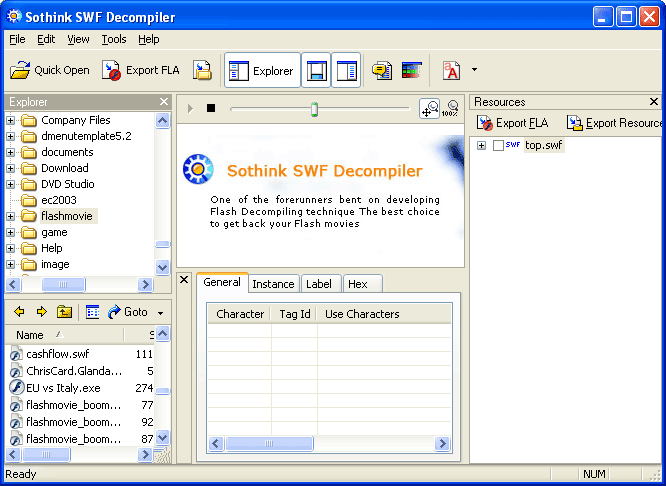 Sothink SWF Decompiler
File Edit View Tools Help
Quick Open Export FLA Explorer
Explorer
Company Files
dmenutemplate5.2
documents
Download
DVD Studio
ec2003
flashmovie
game
Help
image
Goto
Name S
cashflow.swf 111
ChrisCard.Glanda... 5
EU vs Italy.exe 274
flashmovie_boom... 77
flashmovie_boom... 92
flashmovie_boom... 87
100%
Sothink SWF Decompiler
One of the forerunners bent on developing
Flash Decompiling technique The best choice
to get back your Flash movies
General Instance Label Hex
Character Tag Id Use Characters
Resources
Export FLA Export Resource
SWF top.swf
Ready NUM